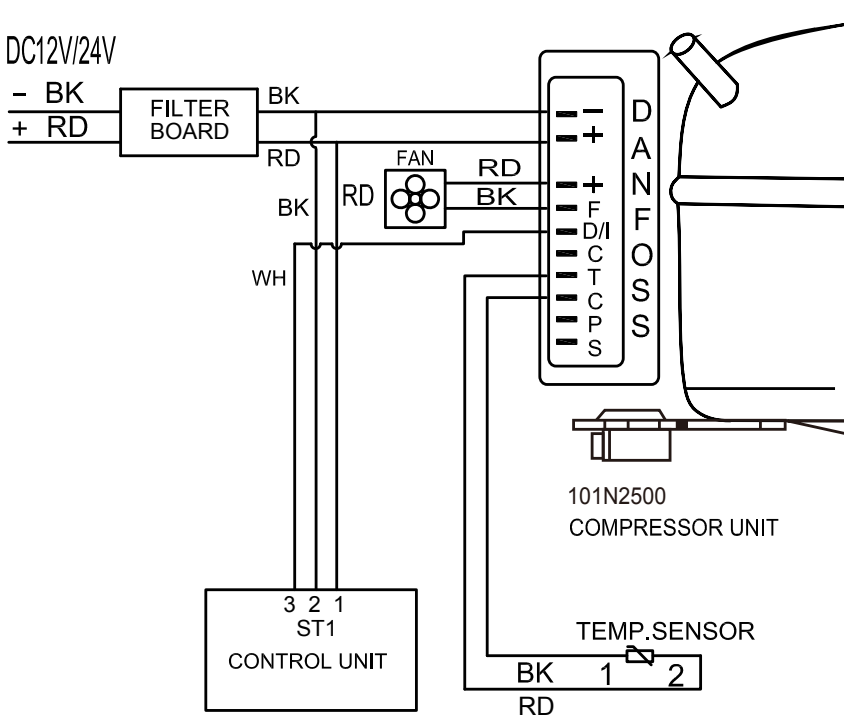 DC12V/24V
− BK
+ RD
FILTER
BOARD
BK
RD
FAN
RD
RD
BK
BK
WH
−
+
+
F
D/I
C
T
C
P
S
DANFOSS
101N2500
COMPRESSOR UNIT
3 2 1
ST1
CONTROL UNIT
TEMP.SENSOR
BK 1 2
RD